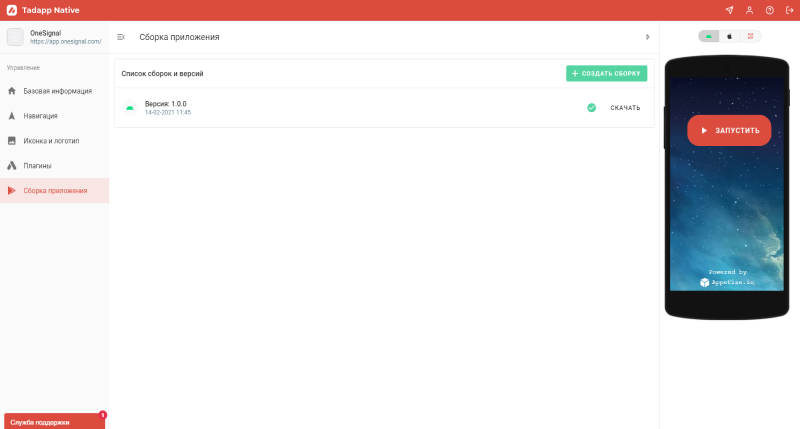 Tadapp Native
OneSignal
https://app.onesignal.com/
Управление
Базовая информация
Навигация
Иконка и логотип
Плагины
Сборка приложения
Служба поддержки
1
Сборка приложения
Список сборок и версий
+ СОЗДАТЬ СБОРКУ
Версия: 1.0.0
14-02-2021 11:45
СКАЧАТЬ
ЗАПУСТИТЬ
Powered by
Appetize.io